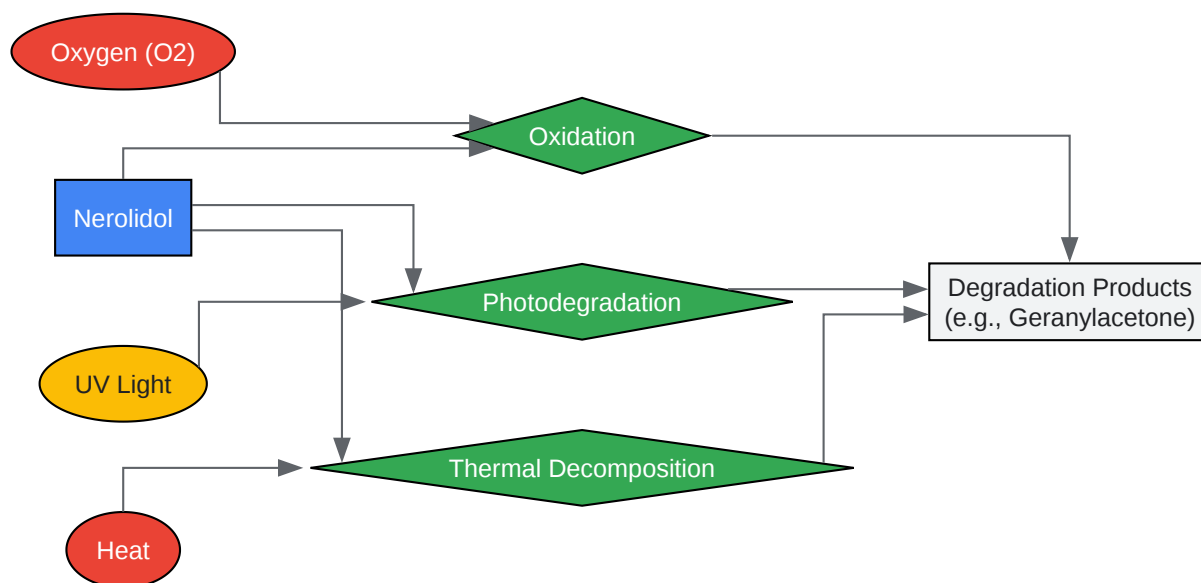 Oxygen (O2)
Oxidation
Nerolidol
Photodegradation
Degradation Products
(e.g., Geranylacetone)
UV Light
Thermal Decomposition
Heat